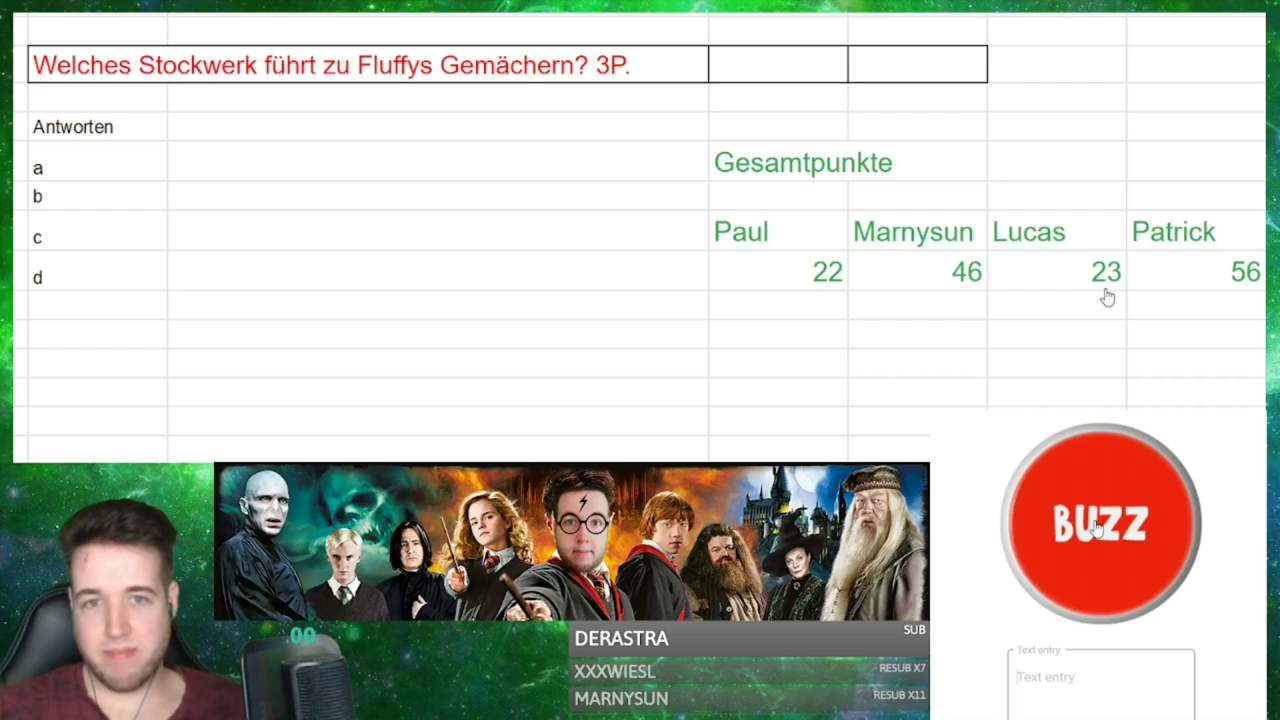 Welches Stockwerk führt zu Fluffys Gemächern? 3P.
Antworten
a
Gesamtpunkte
b
c
Paul Marnysun Lucas Patrick
d
22 46 23 56
BUZZ
00
DERASTRA SUB
XXXWIESL RESUB X7
MARNYSUN RESUB X11
Text entry
Text entry